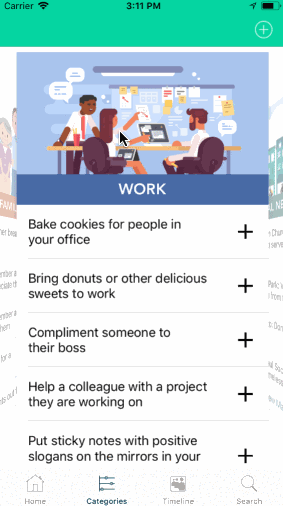 Carrier 3:11 PM
WORK
Bake cookies for people in
your office
Bring donuts or other delicious
sweets to work
Compliment someone to
their boss
Help a colleague with a project
they are working on
Put sticky notes with positive
slogans on the mirrors in your
Home Categories Timeline Search